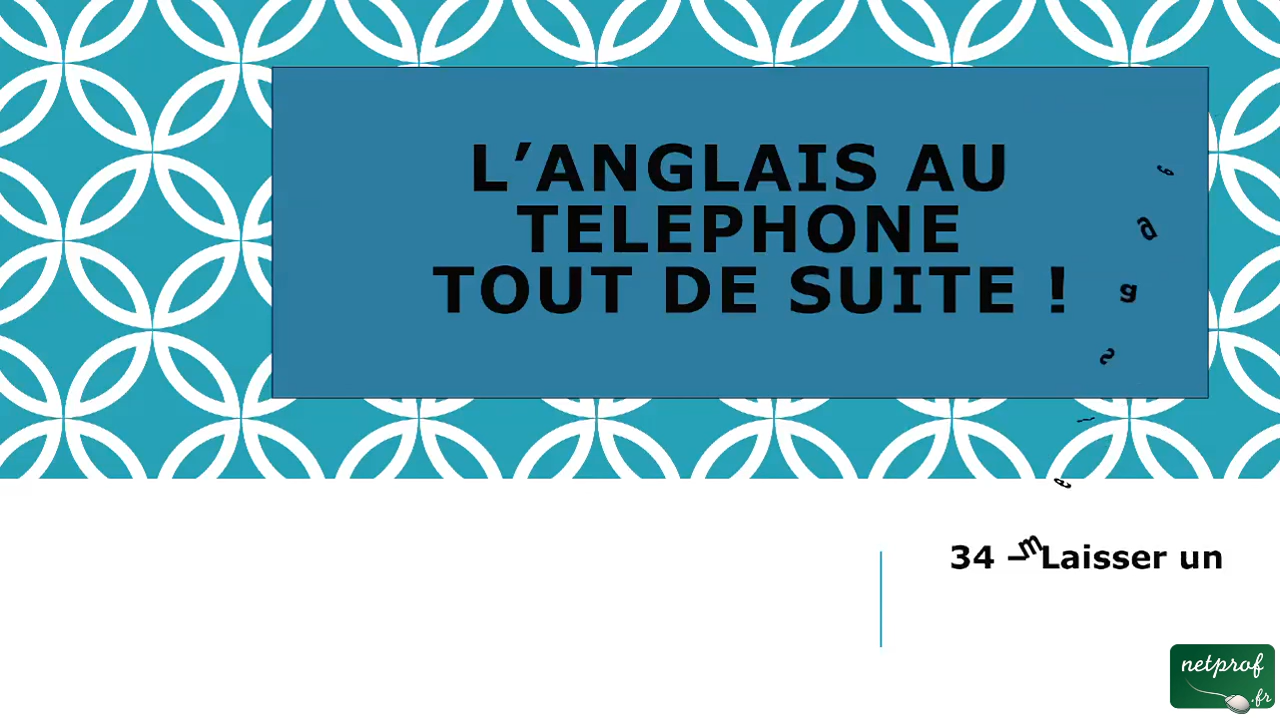 L’ANGLAIS AU
TELEPHONE
TOUT DE SUITE !
34 – Laisser un
netprof
.fr